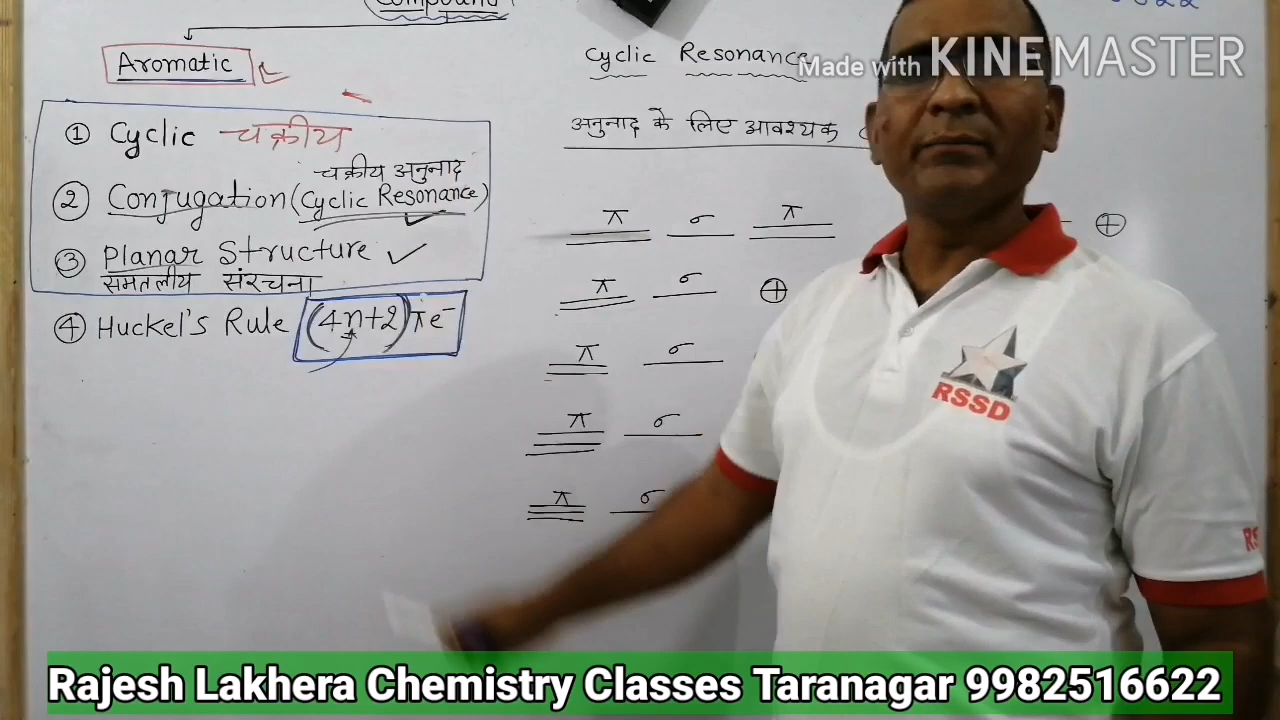 Compound
Aromatic
① Cyclic चक्रीय
चक्रीय अनुनाद
② Conjugation (Cyclic Resonance)
③ Planar Structure ✓
समतलीय संरचना
④ Huckel's Rule (4n+2)πe⁻
Cyclic Resonance
अनुनाद के लिए आवश्यक
π σ π ⊕
π σ ⊕
π σ
π σ
π σ
Made with KINEMASTER
RSSD
Rajesh Lakhera Chemistry Classes Taranagar 9982516622